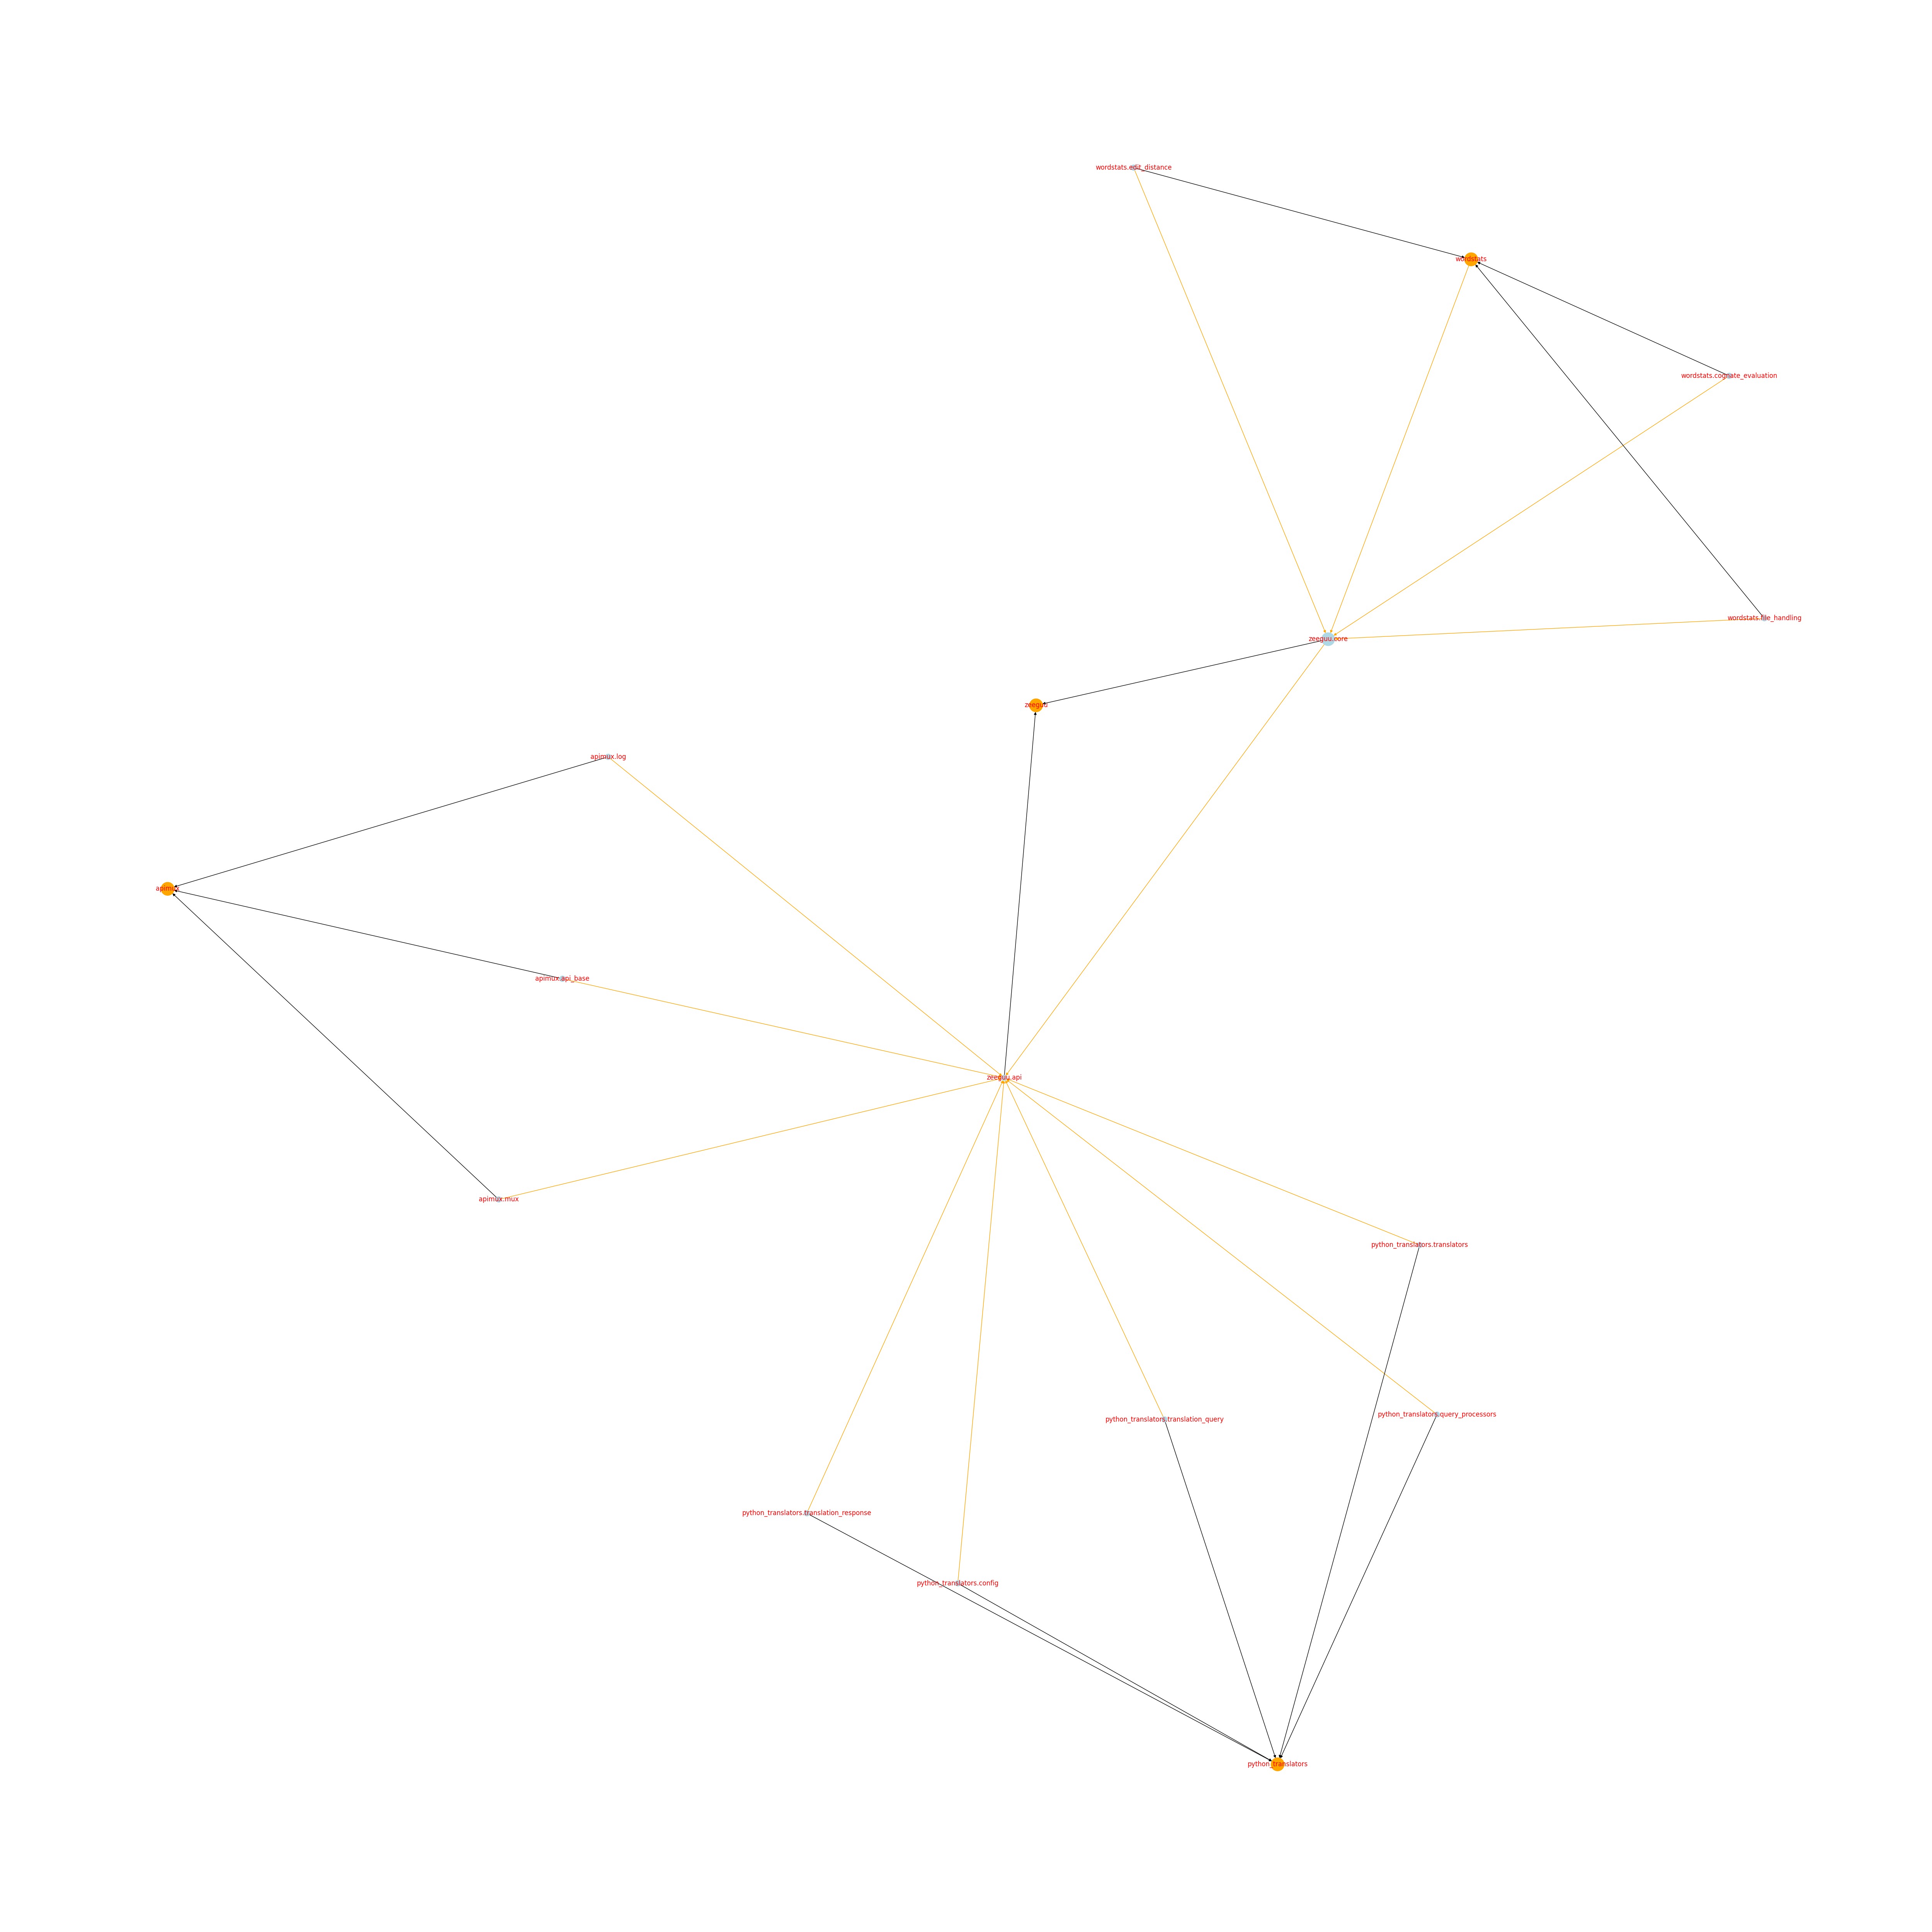 wordstats.edit_distance
wordstats
wordstats.cognate_evaluation
wordstats.file_handling
zeeguu.core
zeeguu
apimux.log
apimux
apimux.api_base
zeeguu.api
apimux.mux
python_translators.translators
python_translators.query_processors
python_translators.translation_query
python_translators.translation_response
python_translators.config
python_translators